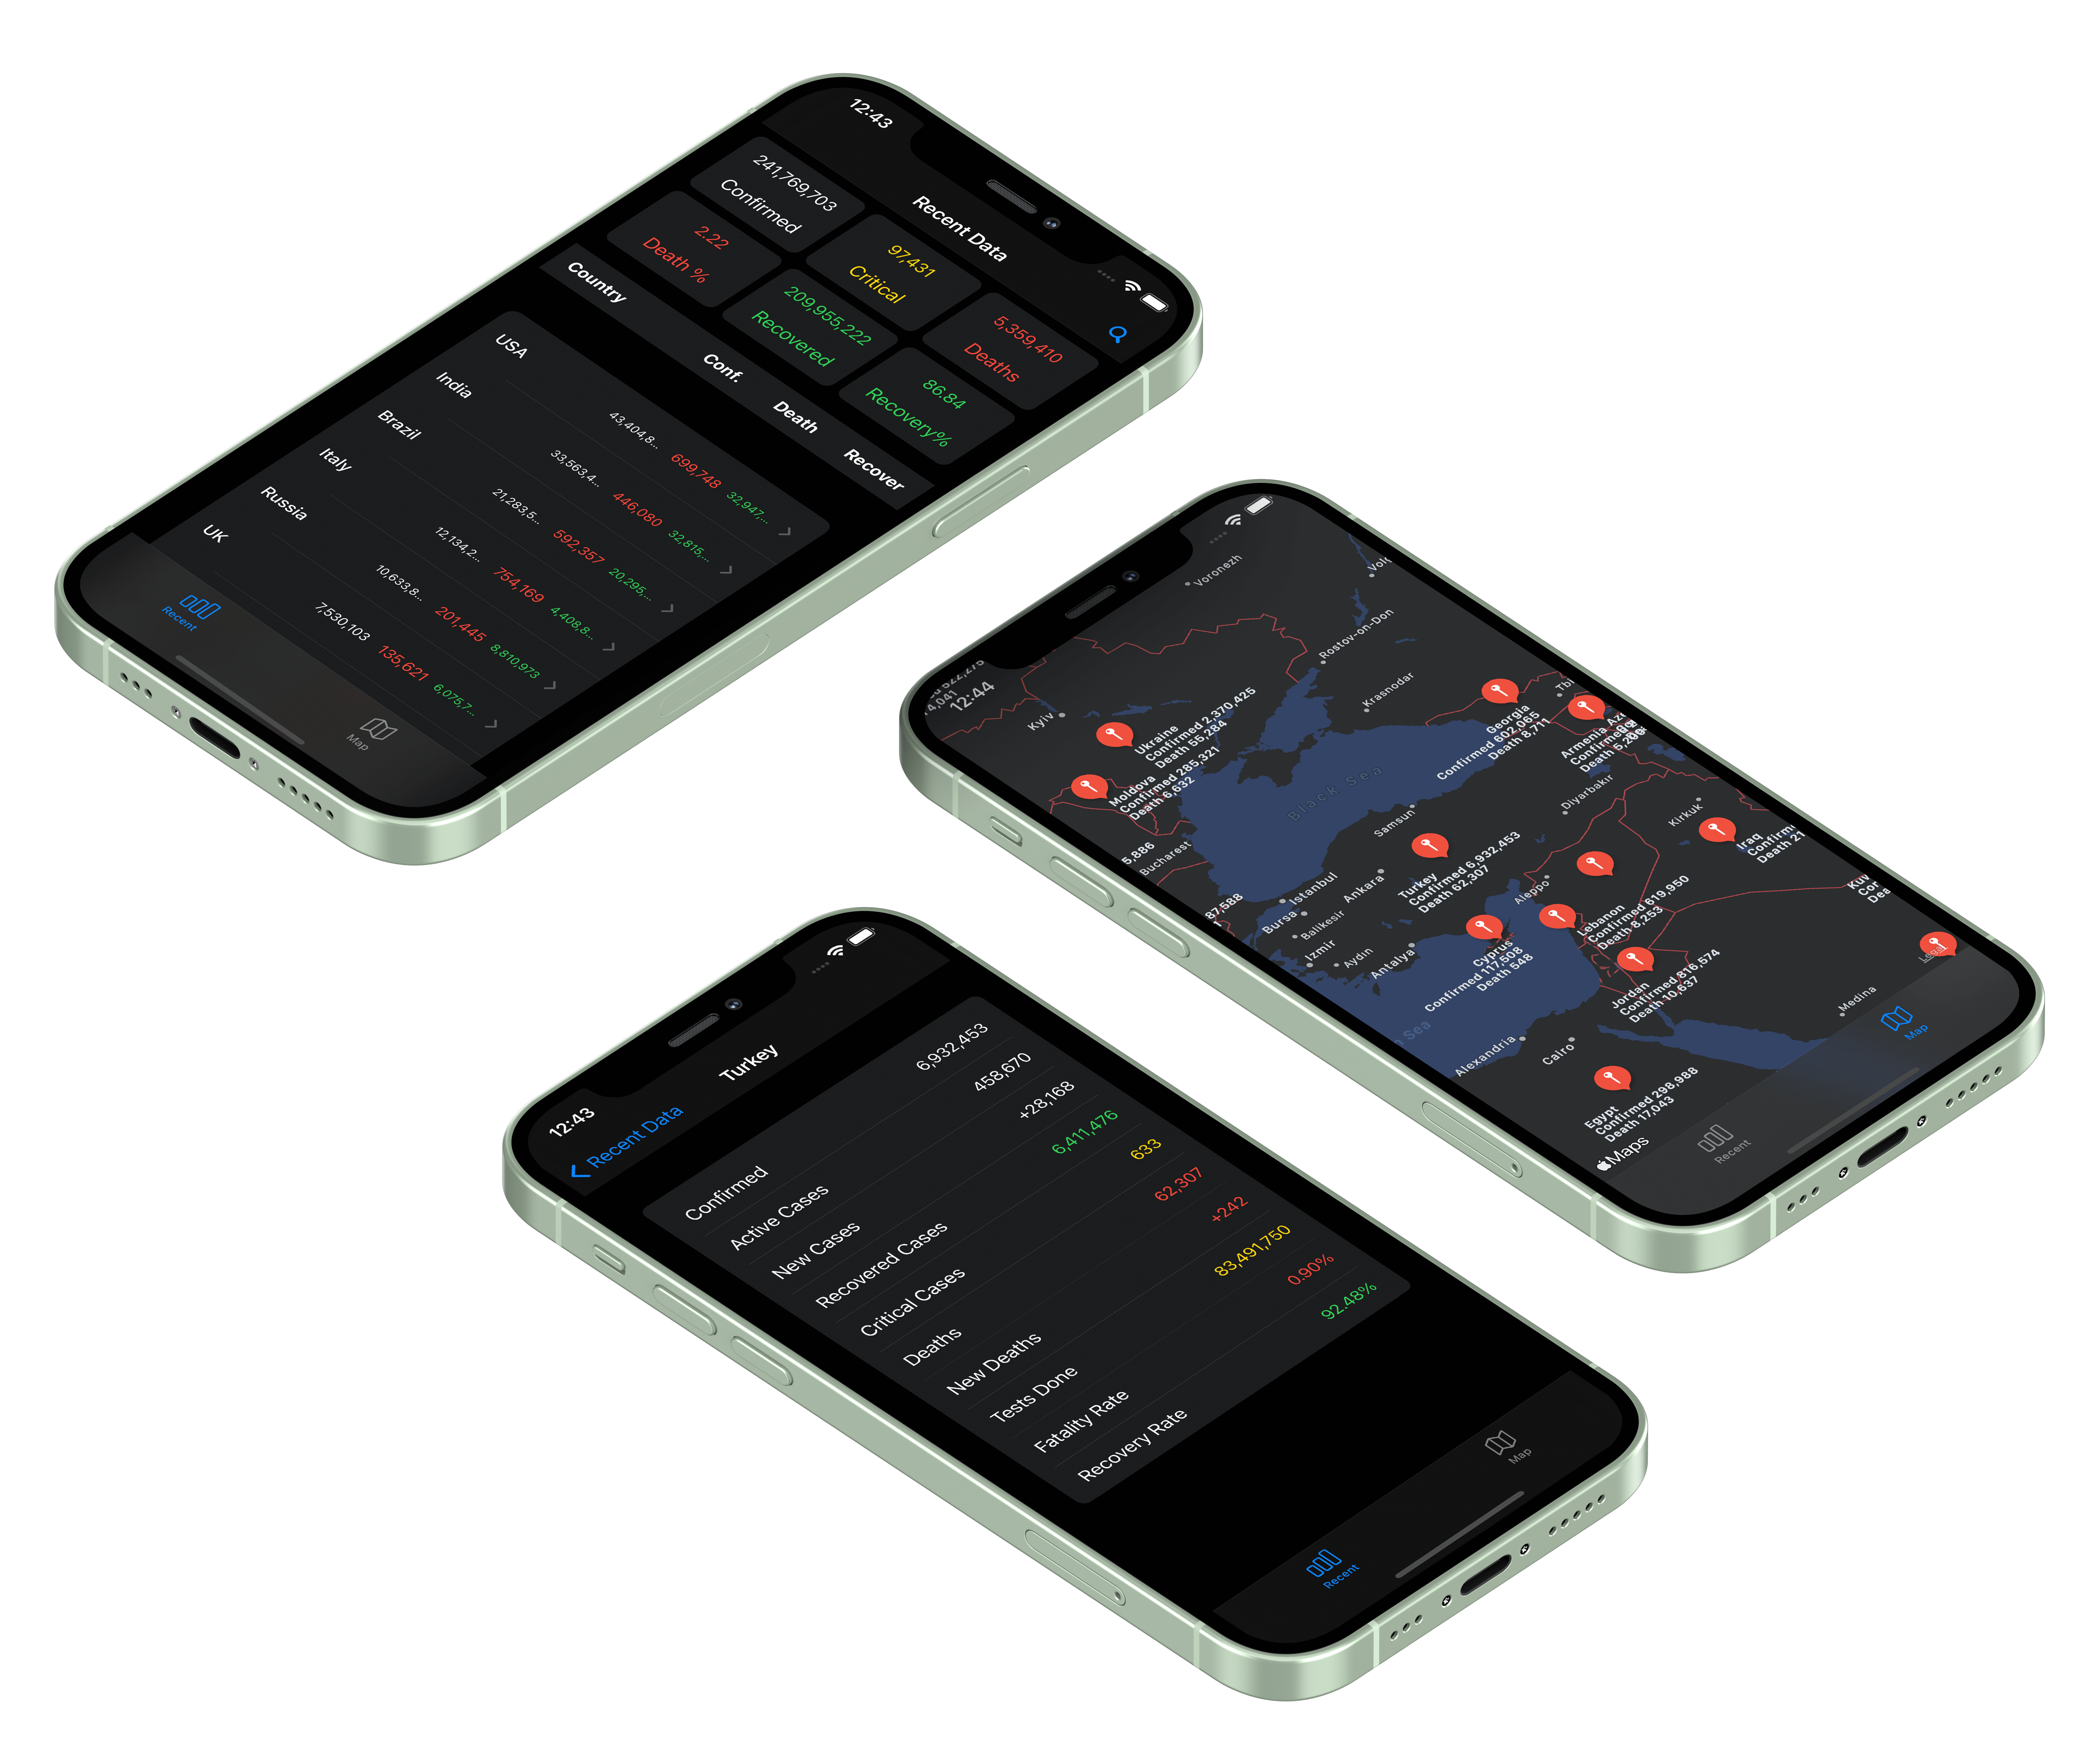 12:43
Recent Data
241,769,703
Confirmed
97,431
Critical
5,359,410
Deaths
2.22
Death %
209,955,222
Recovered
86.84
Recovery%
Country Conf. Death Recover
USA 43,404,8... 699,748 32,947,...
India 33,563,4... 446,080 32,815,...
Brazil 21,283,5... 592,357 20,295,...
Italy 12,134,2... 754,169 4,408,8...
Russia 10,633,8... 201,445 8,810,973
UK 7,530,103 135,621 6,075,7...
Recent
Map
12:44
Voronezh
Rostov-on-Don
Krasnodar
Kyiv
Ukraine
Confirmed 2,370,425
Death 55,284
Moldova
Confirmed 285,321
Death 6,632
Georgia
Confirmed 602,065
Death 8,711
Armenia
Black Sea
Samsun
Diyarbakır
Kirkuk
Iraq
Death 21
5,886
Bucharest
87,588
Istanbul
Bursa
Balikesir
Ankara
Izmir
Aydin
Antalya
Turkey
Confirmed 6,932,453
Death 62,307
Aleppo
Cyprus
Confirmed 117,508
Death 548
Lebanon
Confirmed 619,950
Death 8,253
Jordan
Confirmed 816,574
Death 10,637
Sea
Alexandria
Cairo
Medina
Legal
Egypt
Confirmed 298,988
Death 17,043
Maps
Recent
Map
12:43
Recent Data
Turkey
Confirmed 6,932,453
Active Cases 458,670
New Cases +28,168
Recovered Cases 6,411,476
Critical Cases 633
Deaths 62,307
New Deaths +242
Tests Done 83,491,750
Fatality Rate 0.90%
Recovery Rate 92.48%
Recent
Map